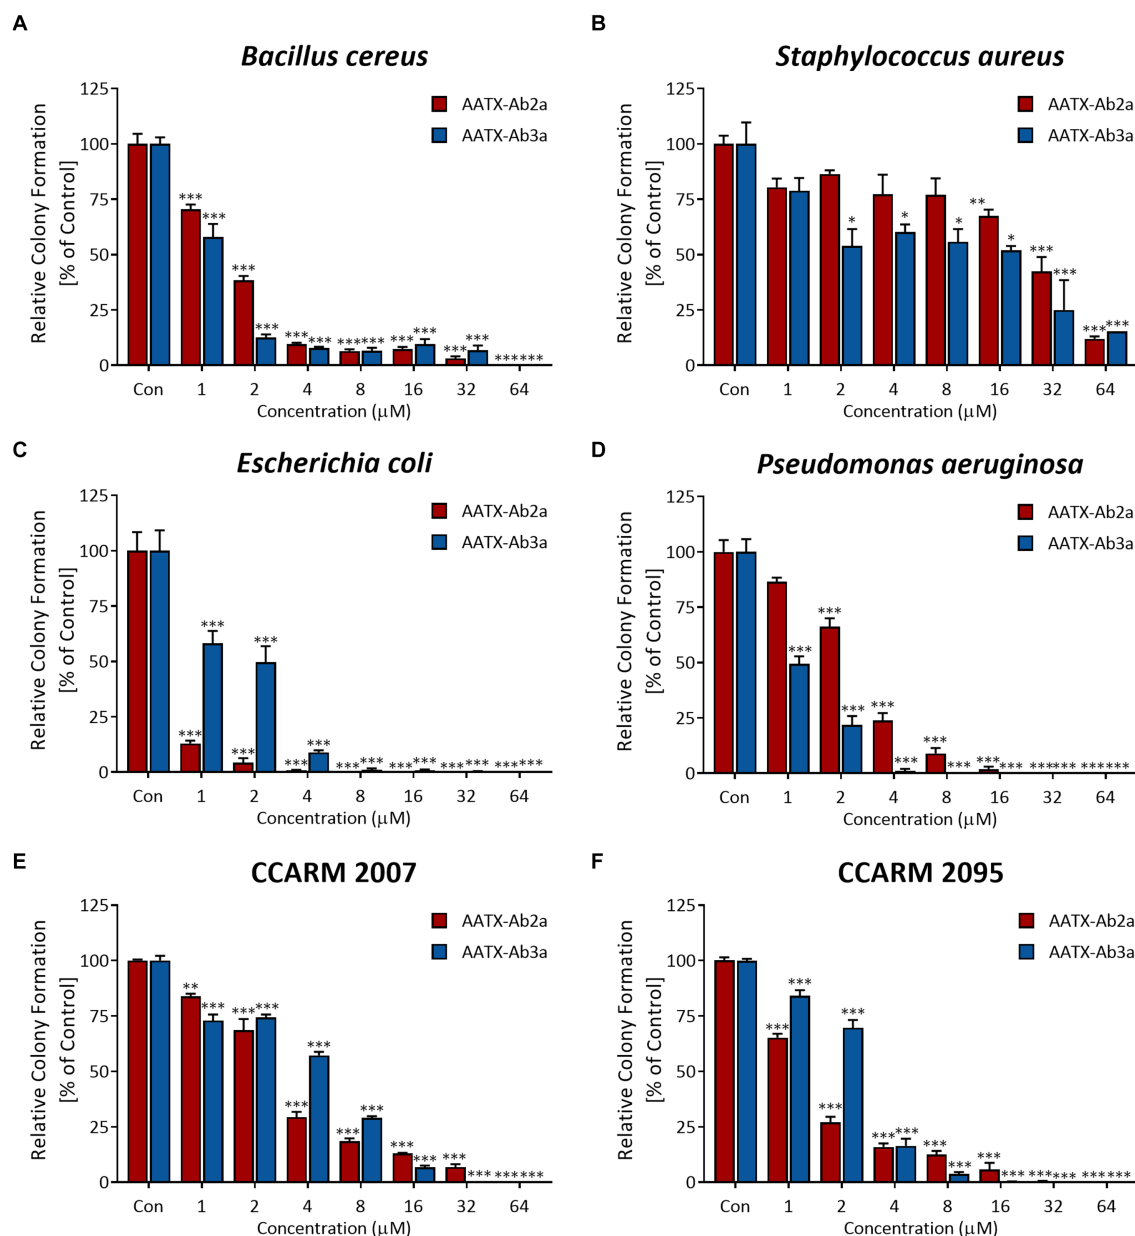 A
Bacillus cereus
Relative Colony Formation
[% of Control]
125
100
75
50
25
0
AATX-Ab2a
AATX-Ab3a
*** *** *** *** *** *** *** *** *** *** *** *** ******
Con 1 2 4 8 16 32 64
Concentration (μM)
B
Staphylococcus aureus
Relative Colony Formation
[% of Control]
125
100
75
50
25
0
AATX-Ab2a
AATX-Ab3a
* * * ** * *** *** *** ***
Con 1 2 4 8 16 32 64
Concentration (μM)
C
Escherichia coli
Relative Colony Formation
[% of Control]
125
100
75
50
25
0
AATX-Ab2a
AATX-Ab3a
*** *** *** *** *** *** *** *** *** *** *** *** *** ***
Con 1 2 4 8 16 32 64
Concentration (μM)
D
Pseudomonas aeruginosa
Relative Colony Formation
[% of Control]
125
100
75
50
25
0
AATX-Ab2a
AATX-Ab3a
*** *** *** *** *** *** *** *** *** ****** ******
Con 1 2 4 8 16 32 64
Concentration (μM)
E
CCARM 2007
Relative Colony Formation
[% of Control]
125
100
75
50
25
0
AATX-Ab2a
AATX-Ab3a
** *** *** *** *** *** *** *** *** *** *** *** ******
Con 1 2 4 8 16 32 64
Concentration (μM)
F
CCARM 2095
Relative Colony Formation
[% of Control]
125
100
75
50
25
0
AATX-Ab2a
AATX-Ab3a
*** *** *** *** *** *** *** *** *** *** *** *** ******
Con 1 2 4 8 16 32 64
Concentration (μM)